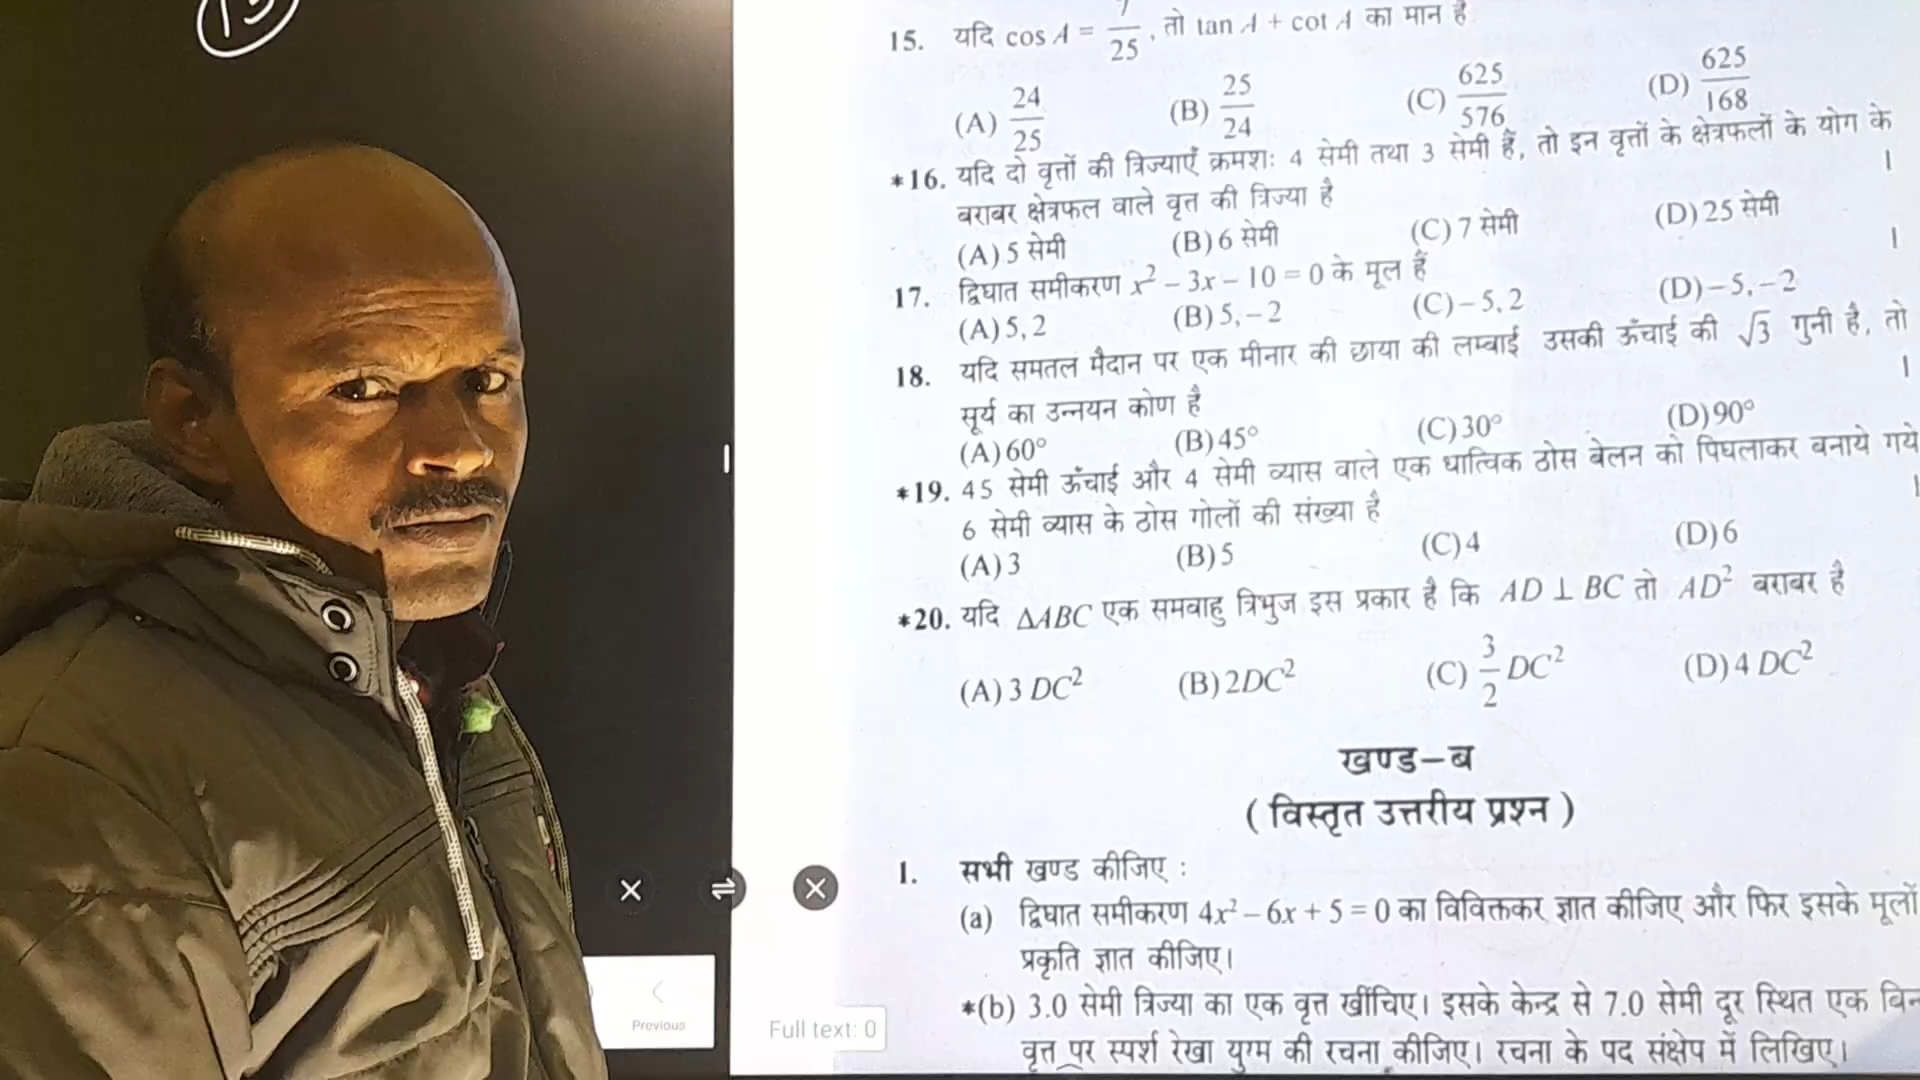 15. यदि cos A = 7/25, तो tan A + cot A का मान है
(A) 24/25 (B) 25/24 (C) 625/576 (D) 625/168
*16. यदि दो वृत्तों की त्रिज्याएँ क्रमशः 4 सेमी तथा 3 सेमी हैं, तो इन वृत्तों के क्षेत्रफलों के योग के
1
बराबर क्षेत्रफल वाले वृत्त की त्रिज्या है
(A) 5 सेमी (B) 6 सेमी (C) 7 सेमी (D) 25 सेमी
1
17. द्विघात समीकरण x² – 3x – 10 = 0 के मूल हैं
(A) 5, 2 (B) 5, – 2 (C) – 5, 2 (D) – 5, – 2
18. यदि समतल मैदान पर एक मीनार की छाया की लम्बाई उसकी ऊँचाई की √3 गुनी है, तो
1
सूर्य का उन्नयन कोण है
(A) 60° (B) 45° (C) 30° (D) 90°
*19. 45 सेमी ऊँचाई और 4 सेमी व्यास वाले एक धात्विक ठोस बेलन को पिघलाकर बनाये गये
1
6 सेमी व्यास के ठोस गोलों की संख्या है
(A) 3 (B) 5 (C) 4 (D) 6
*20. यदि ΔABC एक समबाहु त्रिभुज इस प्रकार है कि AD ⊥ BC तो AD² बराबर है
(A) 3 DC² (B) 2DC² (C) 3/2 DC² (D) 4 DC²
खण्ड–ब
( विस्तृत उत्तरीय प्रश्न )
1. सभी खण्ड कीजिए :
(a) द्विघात समीकरण 4x² – 6x + 5 = 0 का विविक्तकर ज्ञात कीजिए और फिर इसके मूलों
प्रकृति ज्ञात कीजिए।
*(b) 3.0 सेमी त्रिज्या का एक वृत्त खींचिए। इसके केन्द्र से 7.0 सेमी दूर स्थित एक
वृत्त पर स्पर्श रेखा युग्म की रचना कीजिए। रचना के पद संक्षेप में लिखिए।
Previous
Full text: 0